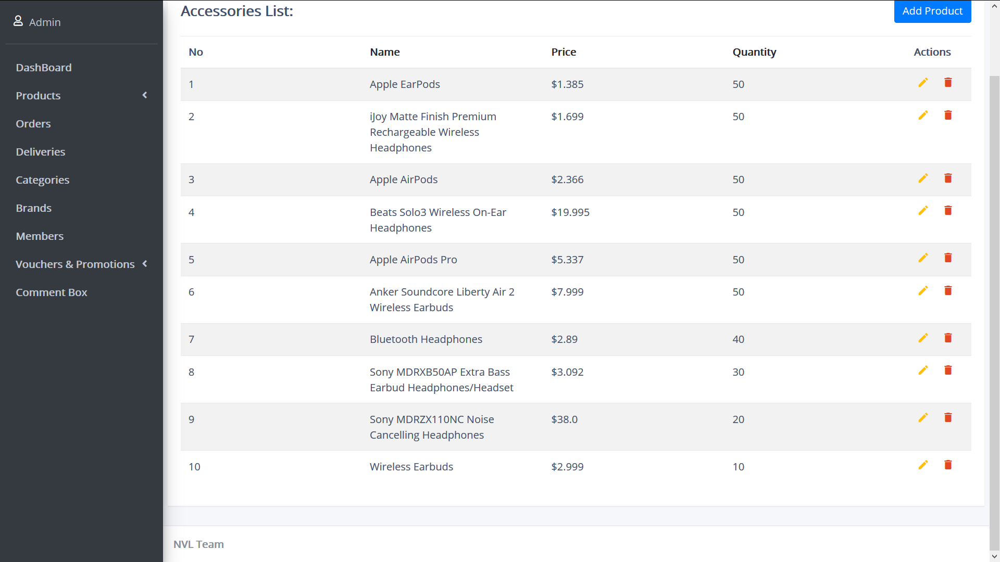 Admin
DashBoard
Products
Orders
Deliveries
Categories
Brands
Members
Vouchers & Promotions
Comment Box
Accessories List:
Add Product
No Name Price Quantity Actions
1 Apple EarPods $1.385 50
2 iJoy Matte Finish Premium $1.699 50
Rechargeable Wireless
Headphones
3 Apple AirPods $2.366 50
4 Beats Solo3 Wireless On-Ear $19.995 50
Headphones
5 Apple AirPods Pro $5.337 50
6 Anker Soundcore Liberty Air 2 $7.999 50
Wireless Earbuds
7 Bluetooth Headphones $2.89 40
8 Sony MDRXB50AP Extra Bass $3.092 30
Earbud Headphones/Headset
9 Sony MDRZX110NC Noise $38.0 20
Cancelling Headphones
10 Wireless Earbuds $2.999 10
NVL Team